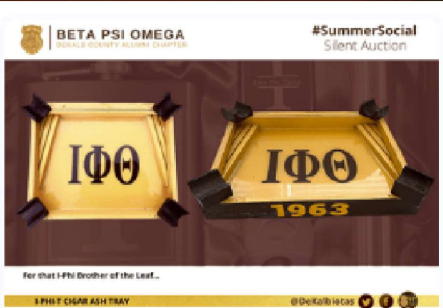 BETA PSI OMEGA
DEKALB COUNTY ALUMNI CHAPTER
#SummerSocial
Silent Auction
ΙΦΘ
ΙΦΘ
1963
For that I-Phi Brother of the Leaf...
I-PHI-T CIGAR ASH TRAY
@DeKalbIotas